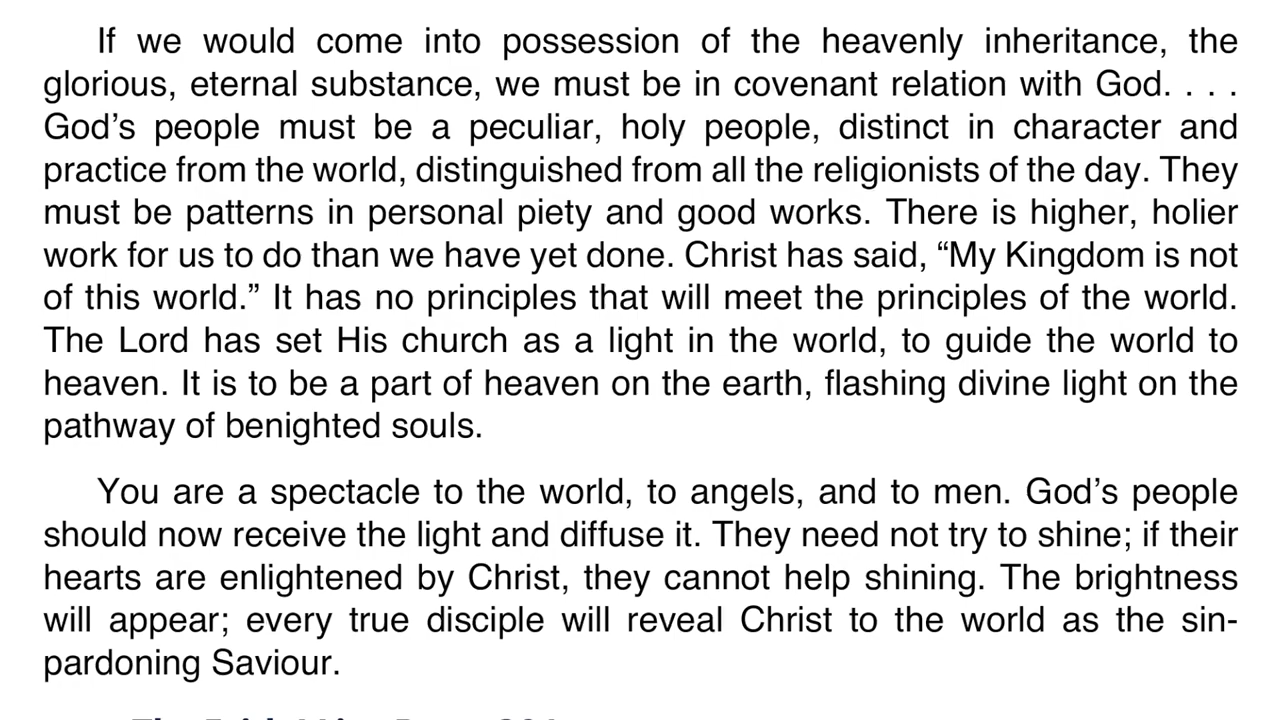 If we would come into possession of the heavenly inheritance, the
glorious, eternal substance, we must be in covenant relation with God. . . .
God’s people must be a peculiar, holy people, distinct in character and
practice from the world, distinguished from all the religionists of the day. They
must be patterns in personal piety and good works. There is higher, holier
work for us to do than we have yet done. Christ has said, “My Kingdom is not
of this world.” It has no principles that will meet the principles of the world.
The Lord has set His church as a light in the world, to guide the world to
heaven. It is to be a part of heaven on the earth, flashing divine light on the
pathway of benighted souls.
You are a spectacle to the world, to angels, and to men. God’s people
should now receive the light and diffuse it. They need not try to shine; if their
hearts are enlightened by Christ, they cannot help shining. The brightness
will appear; every true disciple will reveal Christ to the world as the sin-
pardoning Saviour.